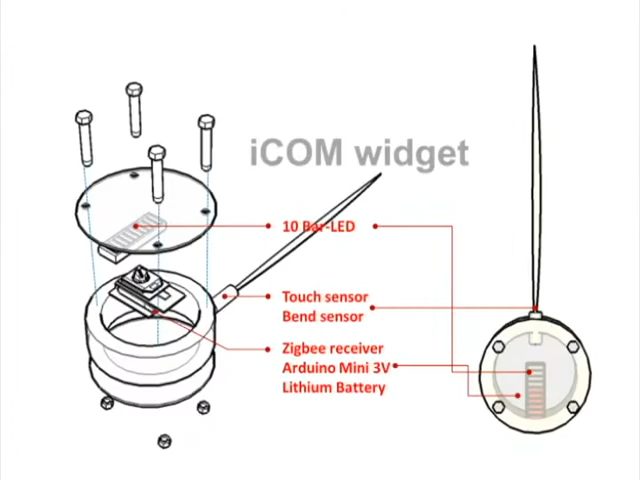 iCOM widget
10 Bar-LED
Touch sensor
Bend sensor
Zigbee receiver
Arduino Mini 3V
Lithium Battery